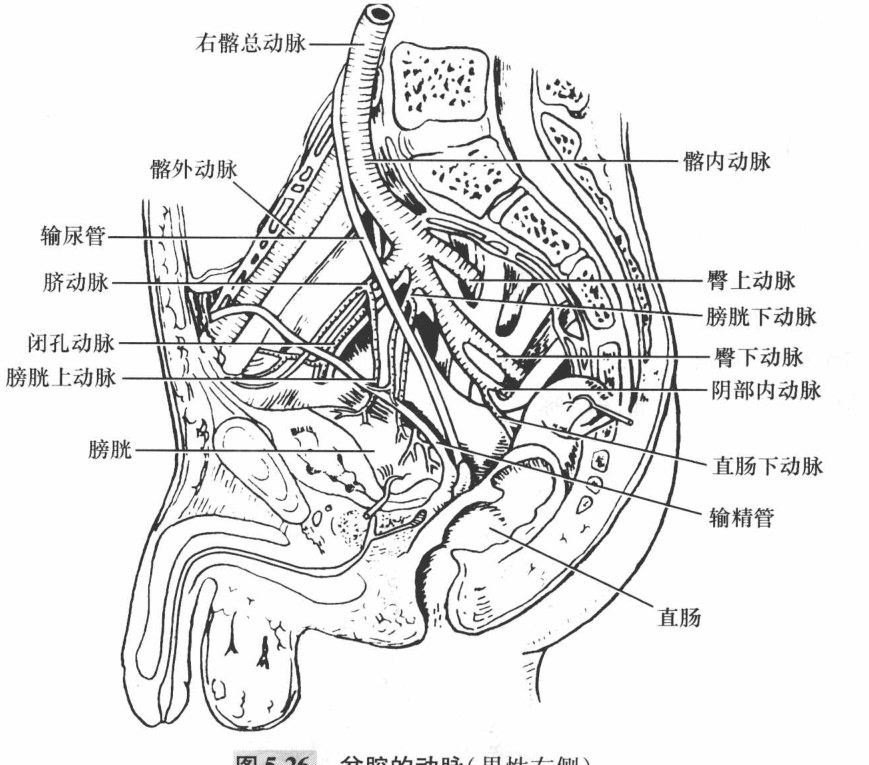 右髂总动脉
髂外动脉
输尿管
脐动脉
闭孔动脉
膀胱上动脉
膀胱
髂内动脉
臀上动脉
膀胱下动脉
臀下动脉
阴部内动脉
直肠下动脉
输精管
直肠
图 5-26 盆腔的动脉(男性右侧)